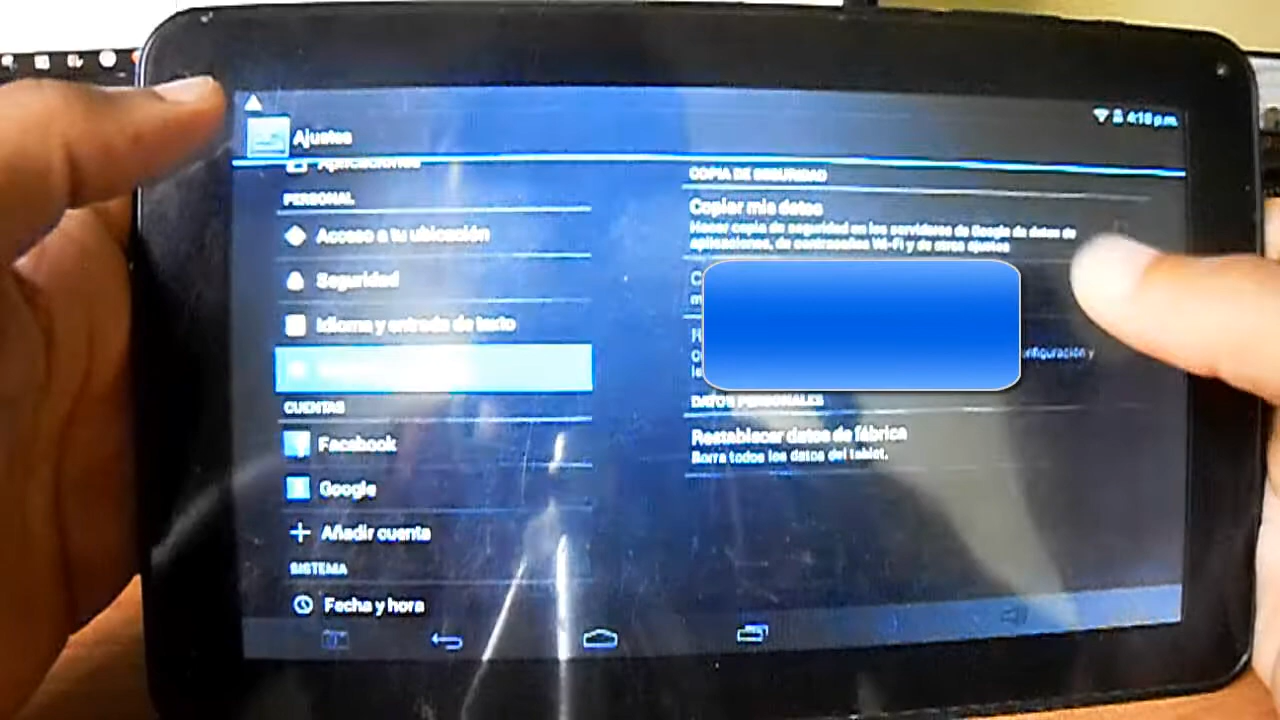 4:18 p.m.
Ajustes
Aplicaciones
PERSONAL
Acceso a tu ubicación
Seguridad
Idioma y entrada de texto
CUENTAS
Facebook
Google
Añadir cuenta
SISTEMA
Fecha y hora
COPIA DE SEGURIDAD
Copiar mis datos
Hacer copia de seguridad en los servidores de Google de datos de
aplicaciones, de contraseñas Wi-Fi y de otros ajustes
onfiguración y
DATOS PERSONALES
Restablecer datos de fábrica
Borra todos los datos del tablet.